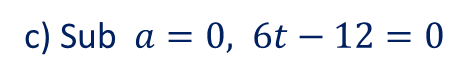 c) Sub a = 0, 6t − 12 = 0